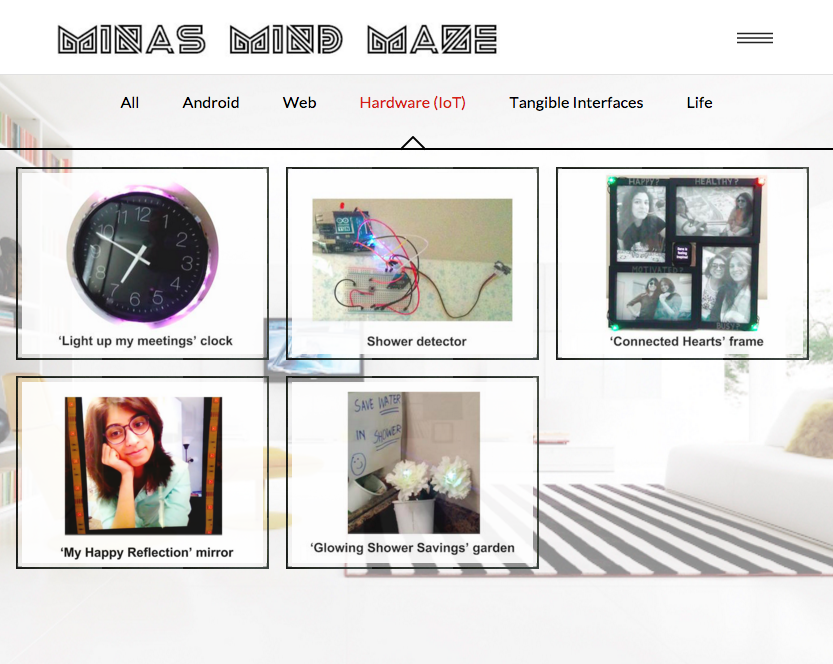 MINAS MIND MAZE
All Android Web Hardware (IoT) Tangible Interfaces Life
11 12 1
10 2
3
8 4
7 6 5
'Light up my meetings' clock
Shower detector
HAPPY? HEALTHY?
MOTIVATED?
BUSY?
'Connected Hearts' frame
'My Happy Reflection' mirror
SAVE WATER
IN SHOWER
'Glowing Shower Savings' garden